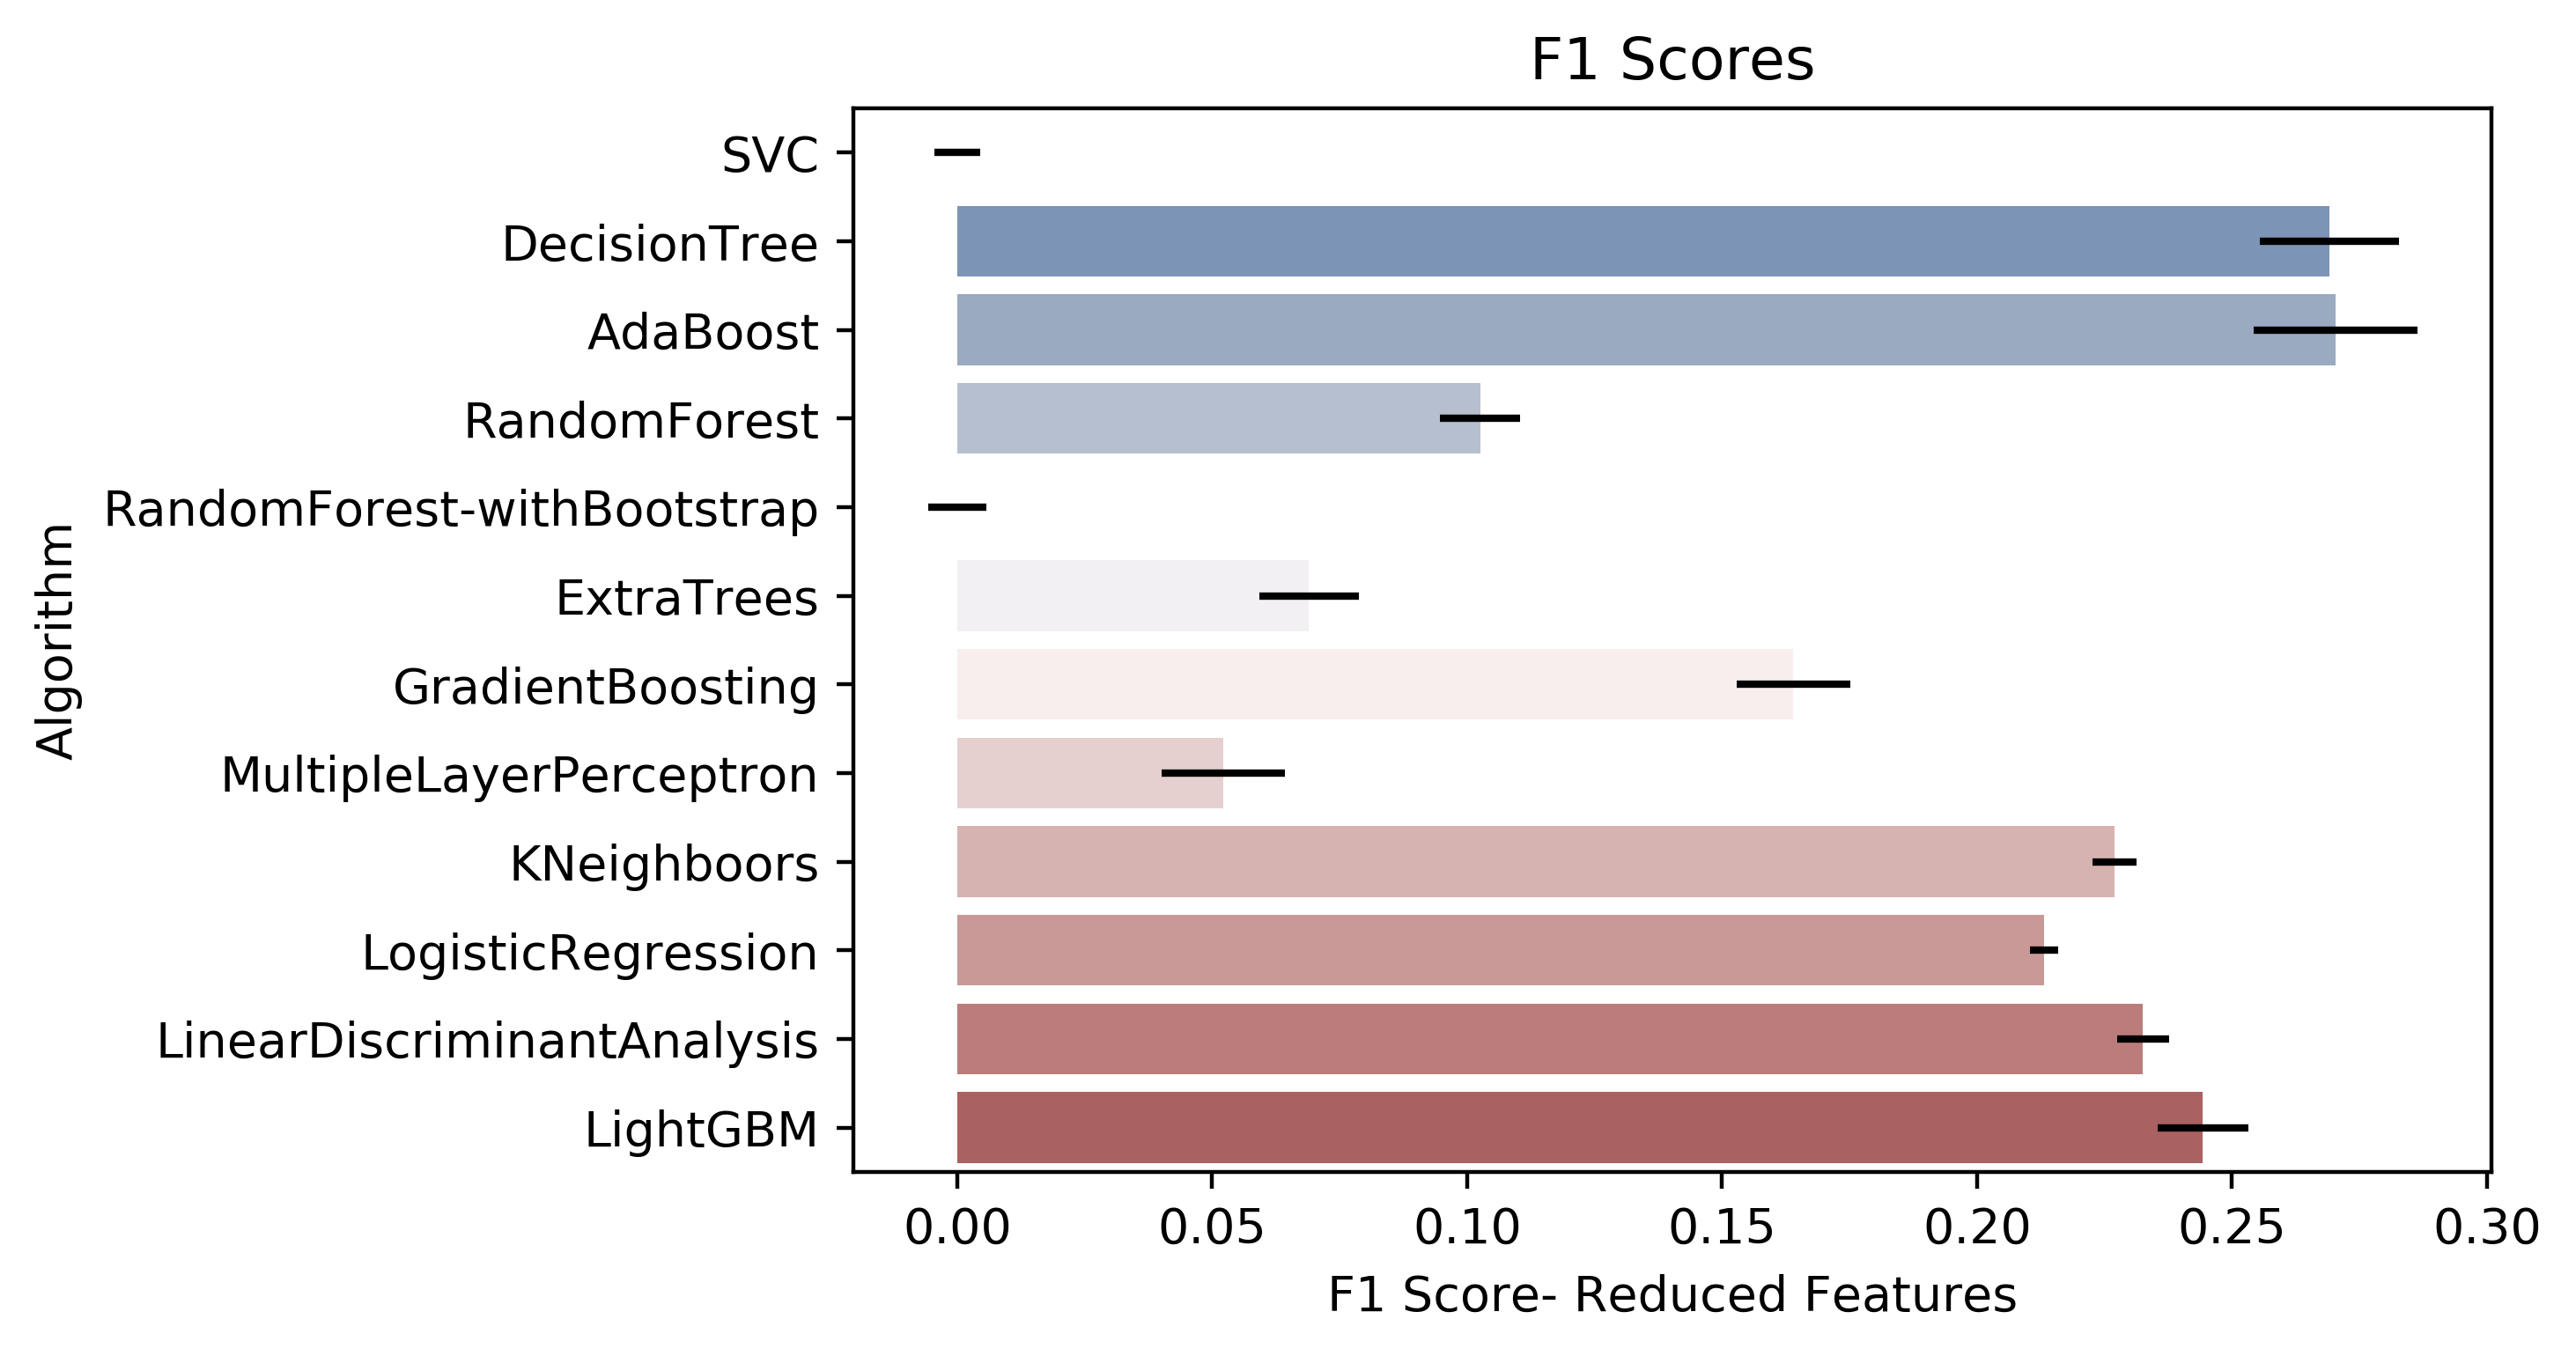 F1 Scores
Algorithm
SVC
DecisionTree
AdaBoost
RandomForest
RandomForest-withBootstrap
ExtraTrees
GradientBoosting
MultipleLayerPerceptron
KNeighboors
LogisticRegression
LinearDiscriminantAnalysis
LightGBM
0.00 0.05 0.10 0.15 0.20 0.25 0.30
F1 Score- Reduced Features